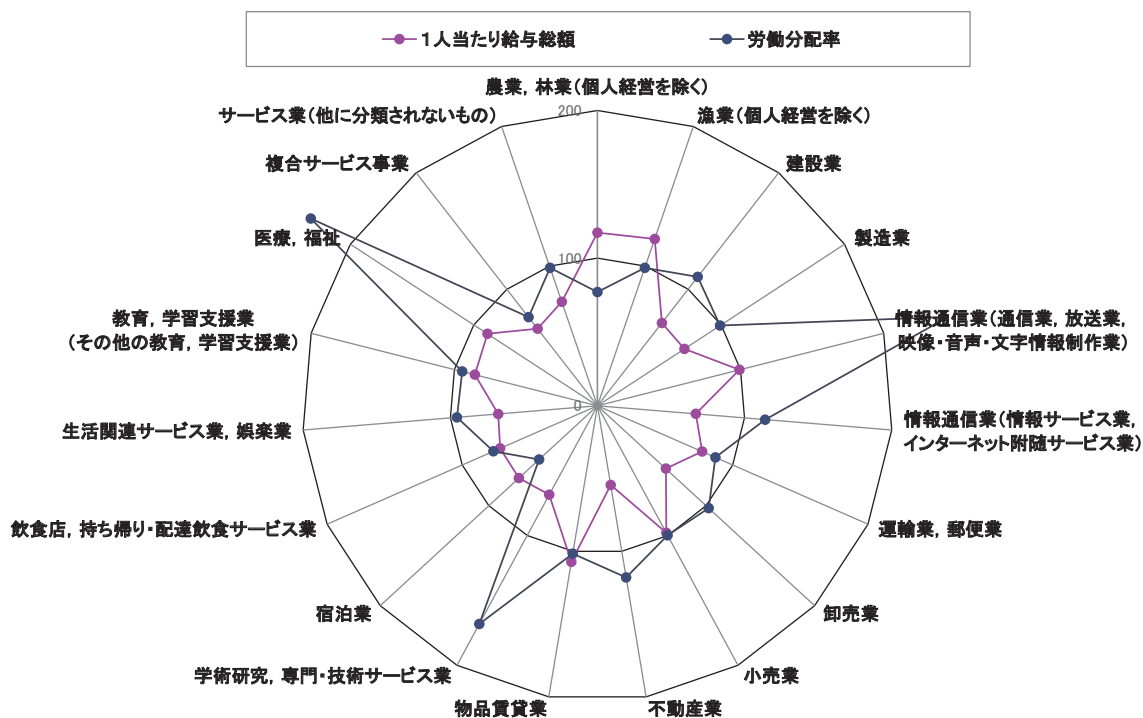 1人当たり給与総額
労働分配率
農業, 林業(個人経営を除く)
200
漁業(個人経営を除く)
サービス業(他に分類されないもの)
複合サービス事業
建設業
医療, 福祉
製造業
100
教育, 学習支援業
(その他の教育, 学習支援業)
情報通信業(通信業, 放送業,
映像・音声・文字情報制作業)
0
情報通信業(情報サービス業,
インターネット附随サービス業)
生活関連サービス業, 娯楽業
飲食店, 持ち帰り・配達飲食サービス業
運輸業, 郵便業
宿泊業
卸売業
学術研究, 専門・技術サービス業
小売業
物品賃貸業
不動産業